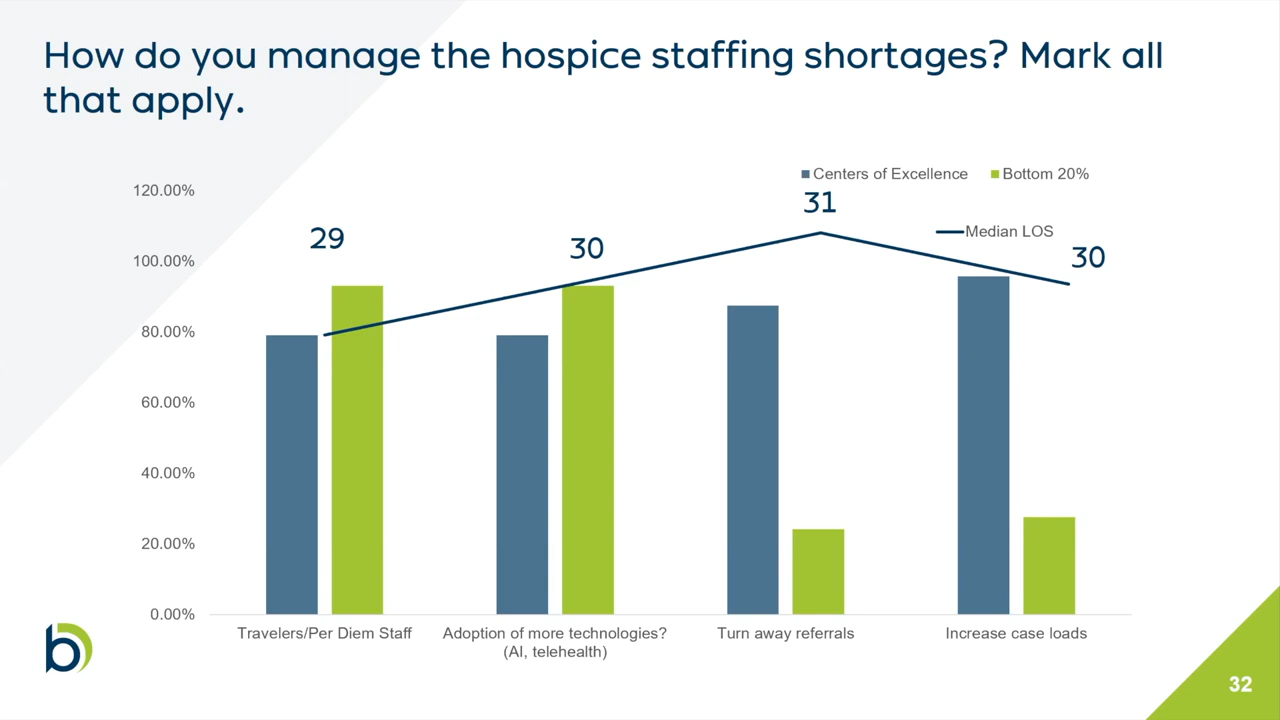 How do you manage the hospice staffing shortages? Mark all
that apply.
Centers of Excellence
Bottom 20%
Median LOS
120.00%
100.00%
80.00%
60.00%
40.00%
20.00%
0.00%
29
30
31
30
Travelers/Per Diem Staff
Adoption of more technologies?
(AI, telehealth)
Turn away referrals
Increase case loads
b
32